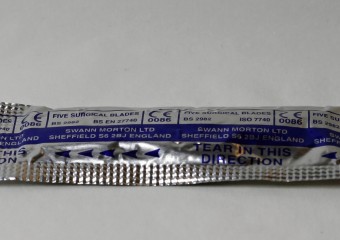 FIVE SURGICAL BLADES CE FIVE SURGICAL BLADES CE
BS 2982 BS EN 27740 0086 BS 2982 ISO 7740 0086
SWANN MORTON LTD SWANN MORTON LTD
SHEFFIELD S6 2BJ ENGLAND SHEFFIELD S6 2BJ ENGLAND
TEAR IN THIS
DIRECTION